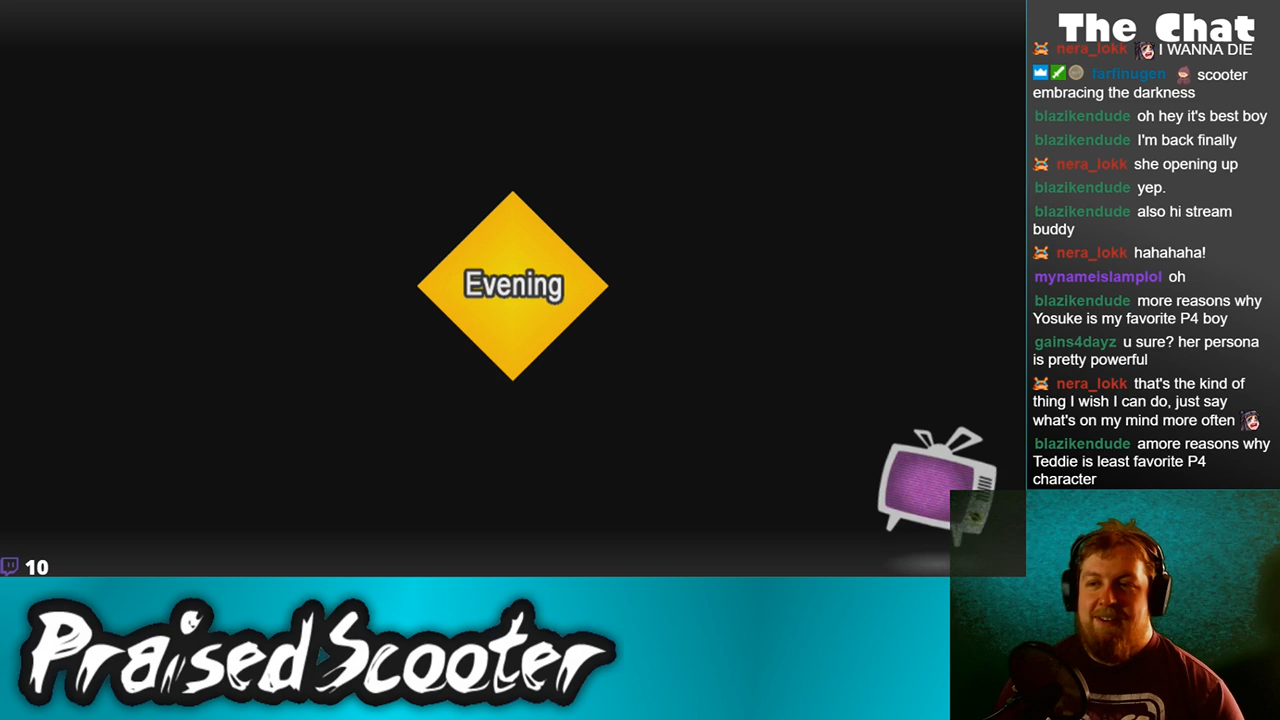 Evening
10
PraisedScooter
The Chat
nera_lokk I WANNA DIE
farfinugen scooter
embracing the darkness
blazikendude oh hey it's best boy
blazikendude I'm back finally
nera_lokk she opening up
blazikendude yep.
blazikendude also hi stream
buddy
nera_lokk hahahaha!
mynameislamplol oh
blazikendude more reasons why
Yosuke is my favorite P4 boy
gains4dayz u sure? her persona
is pretty powerful
nera_lokk that's the kind of
thing I wish I can do, just say
what's on my mind more often
blazikendude amore reasons why
Teddie is least favorite P4
character